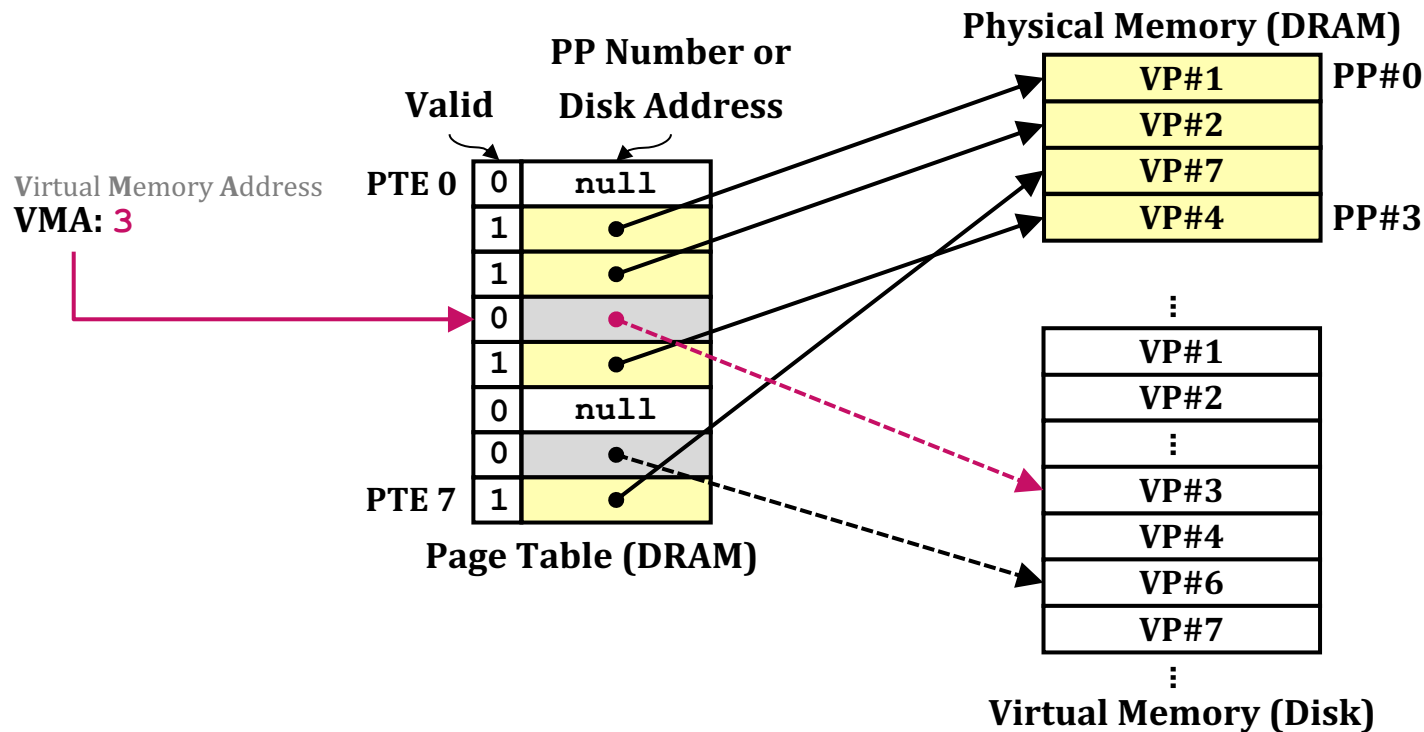 Physical Memory (DRAM)
PP Number or
Disk Address
Valid
VP#1 PP#0
VP#2
VP#7
VP#4 PP#3
Virtual Memory Address
VMA: 3
PTE 0 0 null
1
1
0
1
0 null
0
PTE 7 1
Page Table (DRAM)
⋮
VP#1
VP#2
⋮
VP#3
VP#4
VP#6
VP#7
⋮
Virtual Memory (Disk)